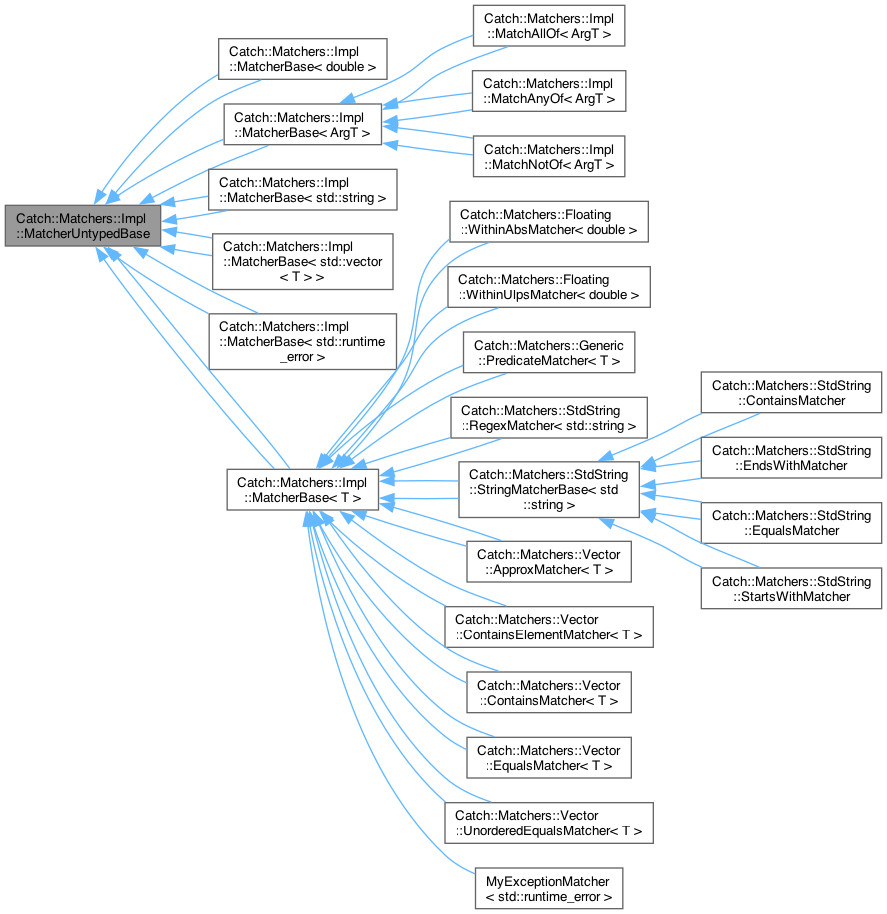 Catch::Matchers::Impl
::MatcherUntypedBase
Catch::Matchers::Impl
::MatcherBase< double >
Catch::Matchers::Impl
::MatcherBase< ArgT >
Catch::Matchers::Impl
::MatcherBase< std::string >
Catch::Matchers::Impl
::MatcherBase< std::vector
< T > >
Catch::Matchers::Impl
::MatcherBase< std::runtime
_error >
Catch::Matchers::Impl
::MatcherBase< T >
Catch::Matchers::Impl
::MatchAllOf< ArgT >
Catch::Matchers::Impl
::MatchAnyOf< ArgT >
Catch::Matchers::Impl
::MatchNotOf< ArgT >
Catch::Matchers::Floating
::WithinAbsMatcher< double >
Catch::Matchers::Floating
::WithinUlpsMatcher< double >
Catch::Matchers::Generic
::PredicateMatcher< T >
Catch::Matchers::StdString
::RegexMatcher< std::string >
Catch::Matchers::StdString
::StringMatcherBase< std
::string >
Catch::Matchers::Vector
::ApproxMatcher< T >
Catch::Matchers::Vector
::ContainsElementMatcher< T >
Catch::Matchers::Vector
::ContainsMatcher< T >
Catch::Matchers::Vector
::EqualsMatcher< T >
Catch::Matchers::Vector
::UnorderedEqualsMatcher< T >
MyExceptionMatcher
< std::runtime_error >
Catch::Matchers::StdString
::ContainsMatcher
Catch::Matchers::StdString
::EndsWithMatcher
Catch::Matchers::StdString
::EqualsMatcher
Catch::Matchers::StdString
::StartsWithMatcher